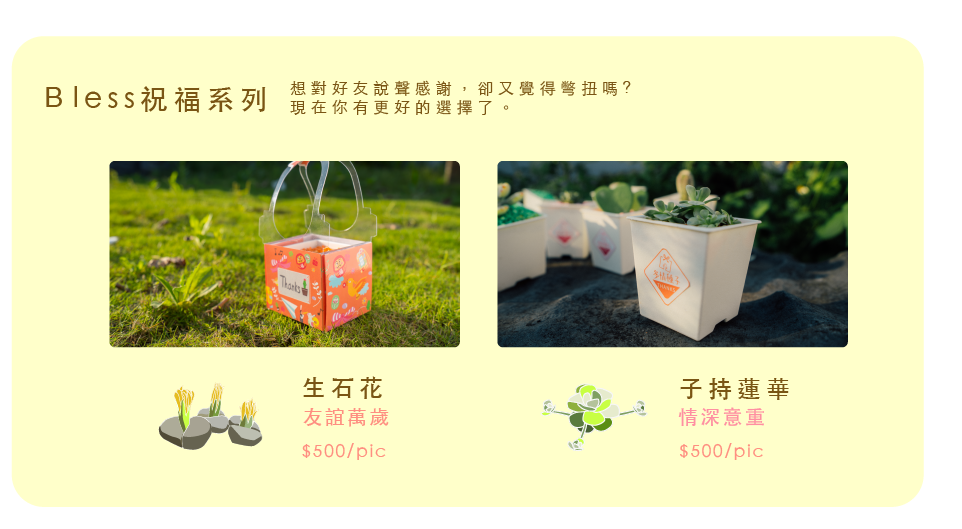 Bless祝福系列
想對好友說聲感謝，卻又覺得彆扭嗎?
現在你有更好的選擇了。
Thanks
THANKS
生石花
友誼萬歲
$500/pic
子持蓮華
情深意重
$500/pic